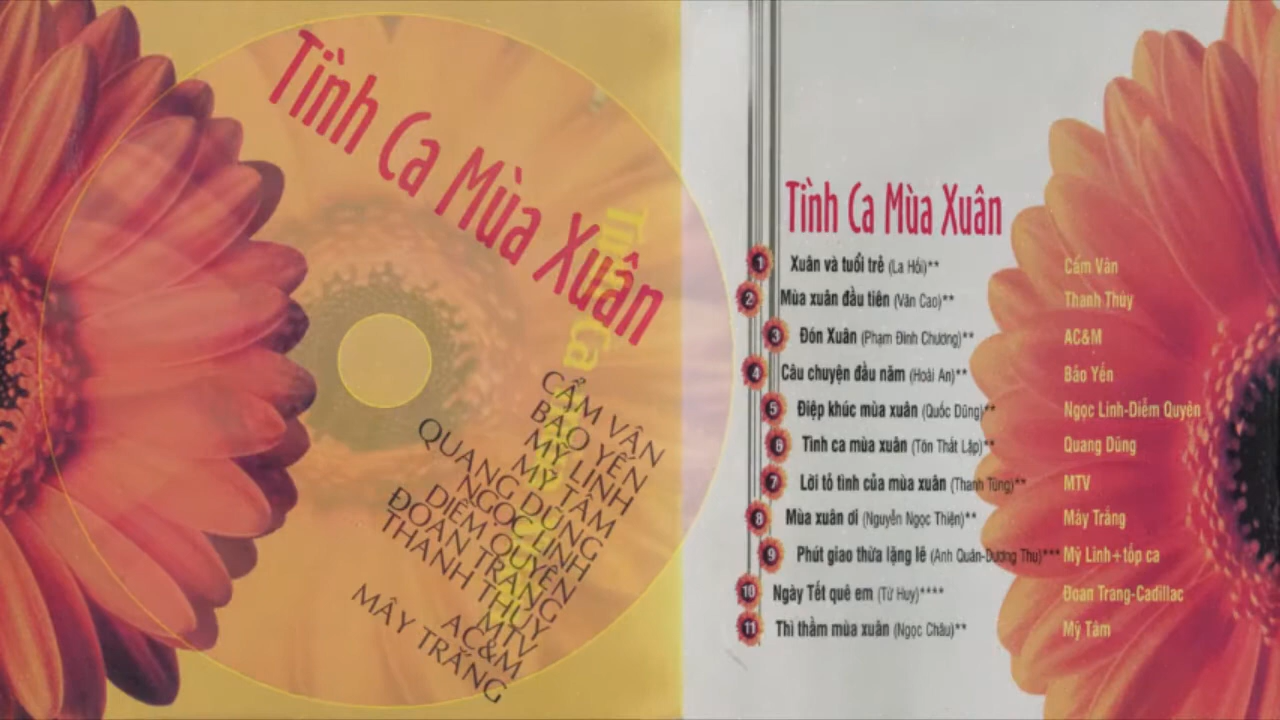 Tình Ca Mùa Xuân
CẨM VÂN
BẢO YẾN
MỸ LINH
MỸ TÂM
QUANG DŨNG
NGỌC LINH
DIỄM QUYÊN
ĐOAN TRANG
THANH THÚY
MTV
AC&M
MÂY TRẮNG
Tình Ca Mùa Xuân
1 Xuân và tuổi trẻ (La Hối)** Cẩm Vân
2 Mùa xuân đầu tiên (Văn Cao)** Thanh Thúy
3 Đón Xuân (Phạm Đình Chương)** AC&M
4 Câu chuyện đầu năm (Hoài An)** Bảo Yến
5 Điệp khúc mùa xuân (Quốc Dũng)** Ngọc Linh-Diễm Quyên
6 Tình ca mùa xuân (Tôn Thất Lập)** Quang Dũng
7 Lời tỏ tình của mùa xuân (Thanh Tùng)** MTV
8 Mùa xuân ơi (Nguyễn Ngọc Thiện)** Mây Trắng
9 Phút giao thừa lặng lẽ (Anh Quân-Dương Thụ)*** Mỹ Linh+tốp ca
10 Ngày Tết quê em (Từ Huy)**** Đoan Trang-Cadillac
11 Thì thầm mùa xuân (Ngọc Châu)** Mỹ Tâm